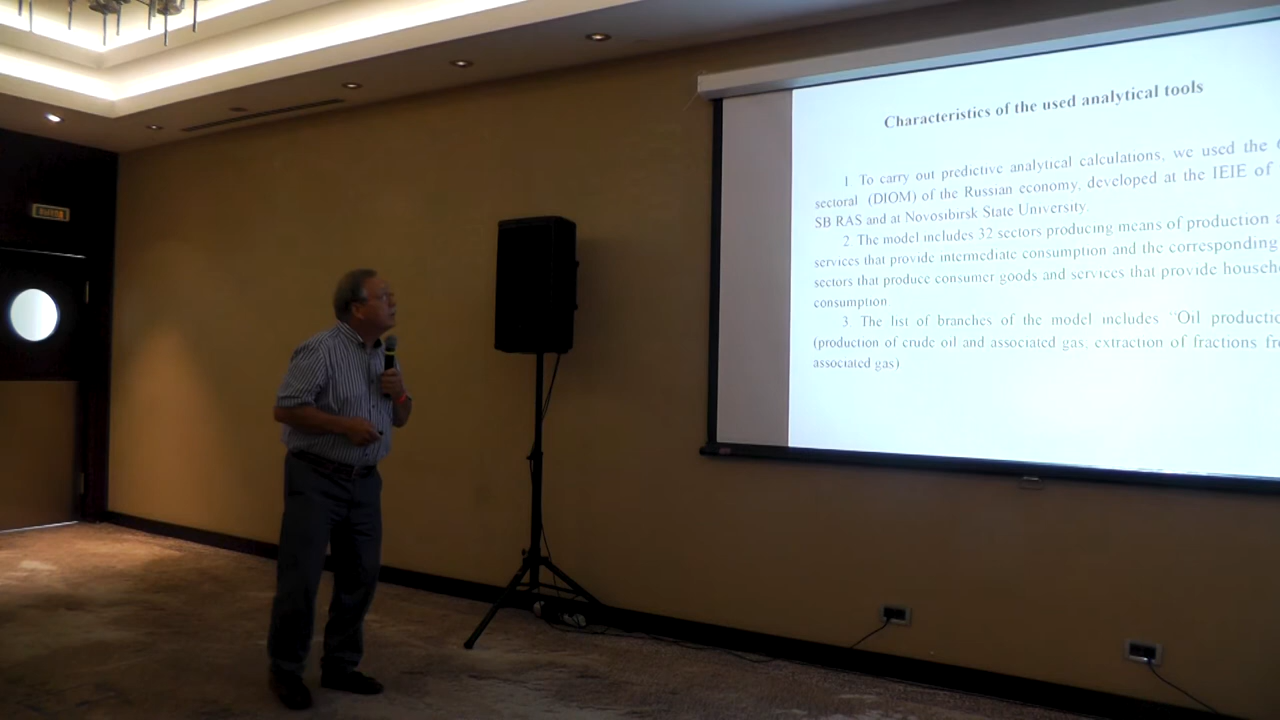 Characteristics of the used analytical tools
1 To carry out predictive analytical calculations, we used the
sectoral (DIOM) of the Russian economy, developed at the IEIE of
SB RAS and at Novosibirsk State University.
2 The model includes 32 sectors producing means of production
services that provide intermediate consumption and the corresponding
sectors that produce consumer goods and services that provide househ
consumption
3 The list of branches of the model includes "Oil producti
(production of crude oil and associated gas, extraction of fractions fr
associated gas)